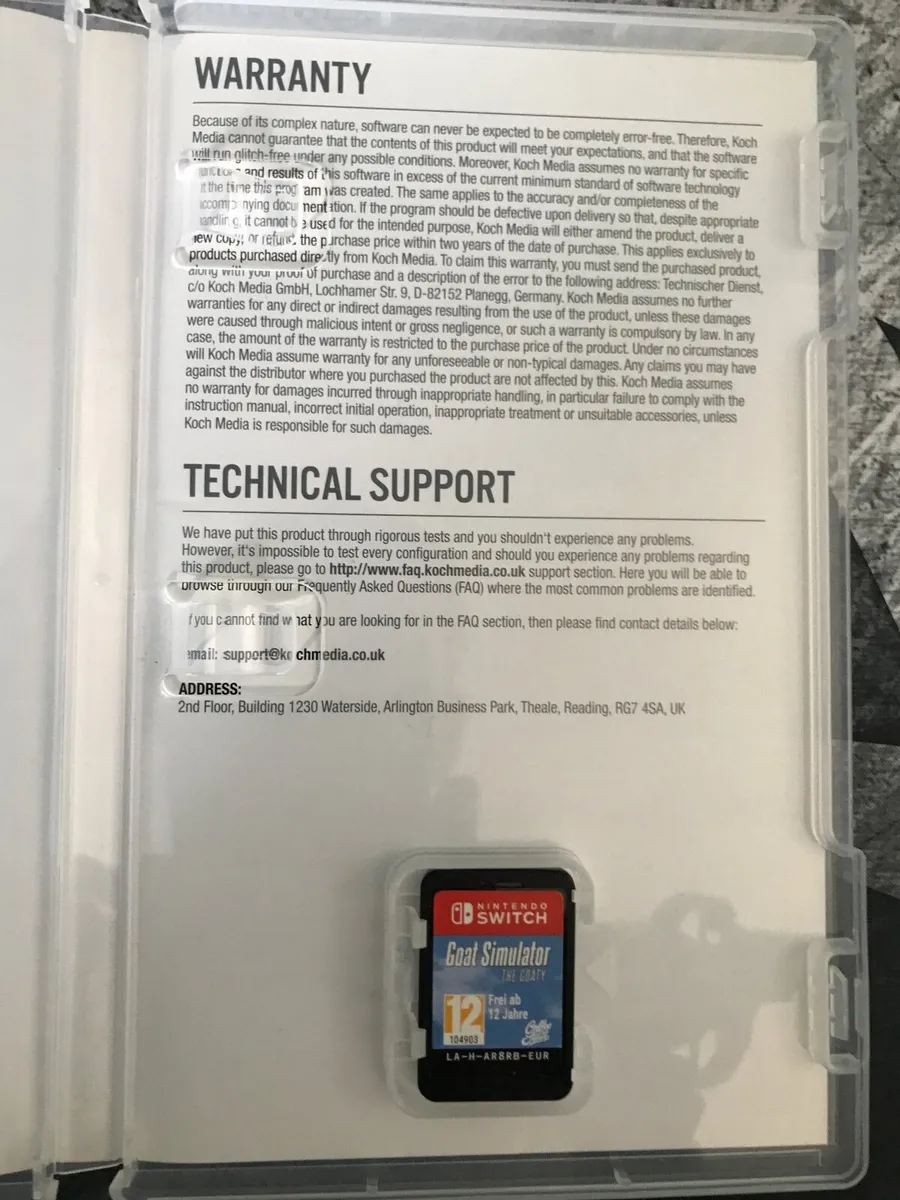 WARRANTY
Because of its complex nature, software can never be expected to be completely error-free. Therefore, Koch
Media cannot guarantee that the contents of this product will meet your expectations, and that the software
will run glitch-free under any possible conditions. Moreover, Koch Media assumes no warranty for specific
functions and results of this software in excess of the current minimum standard of software technology
at the time this program was created. The same applies to the accuracy and/or completeness of the
accompanying documentation. If the program should be defective upon delivery so that, despite appropriate
handling, it cannot be used for the intended purpose, Koch Media will either amend the product, deliver a
new copy, or refund the purchase price within two years of the date of purchase. This applies exclusively to
products purchased directly from Koch Media. To claim this warranty, you must send the purchased product,
along with your proof of purchase and a description of the error to the following address: Technischer Dienst,
c/o Koch Media GmbH, Lochhamer Str. 9, D-82152 Planegg, Germany. Koch Media assumes no further
warranties for any direct or indirect damages resulting from the use of the product, unless these damages
were caused through malicious intent or gross negligence, or such a warranty is compulsory by law. In any
case, the amount of the warranty is restricted to the purchase price of the product. Under no circumstances
will Koch Media assume warranty for any unforeseeable or non-typical damages. Any claims you may have
against the distributor where you purchased the product are not affected by this. Koch Media assumes
no warranty for damages incurred through inappropriate handling, in particular failure to comply with the
instruction manual, incorrect initial operation, inappropriate treatment or unsuitable accessories, unless
Koch Media is responsible for such damages.
TECHNICAL SUPPORT
We have put this product through rigorous tests and you shouldn't experience any problems.
However, it's impossible to test every configuration and should you experience any problems regarding
this product, please go to http://www.faq.kochmedia.co.uk support section. Here you will be able to
browse through our Frequently Asked Questions (FAQ) where the most common problems are identified.
If you cannot find what you are looking for in the FAQ section, then please find contact details below:
email: support@kochmedia.co.uk
ADDRESS:
2nd Floor, Building 1230 Waterside, Arlington Business Park, Theale, Reading, RG7 4SA, UK
NINTENDO
SWITCH
Goat Simulator
THE GOATY
12
Frei ab
12 Jahre
104903
Coffee
Stain
LA-H-AR8RB-EUR